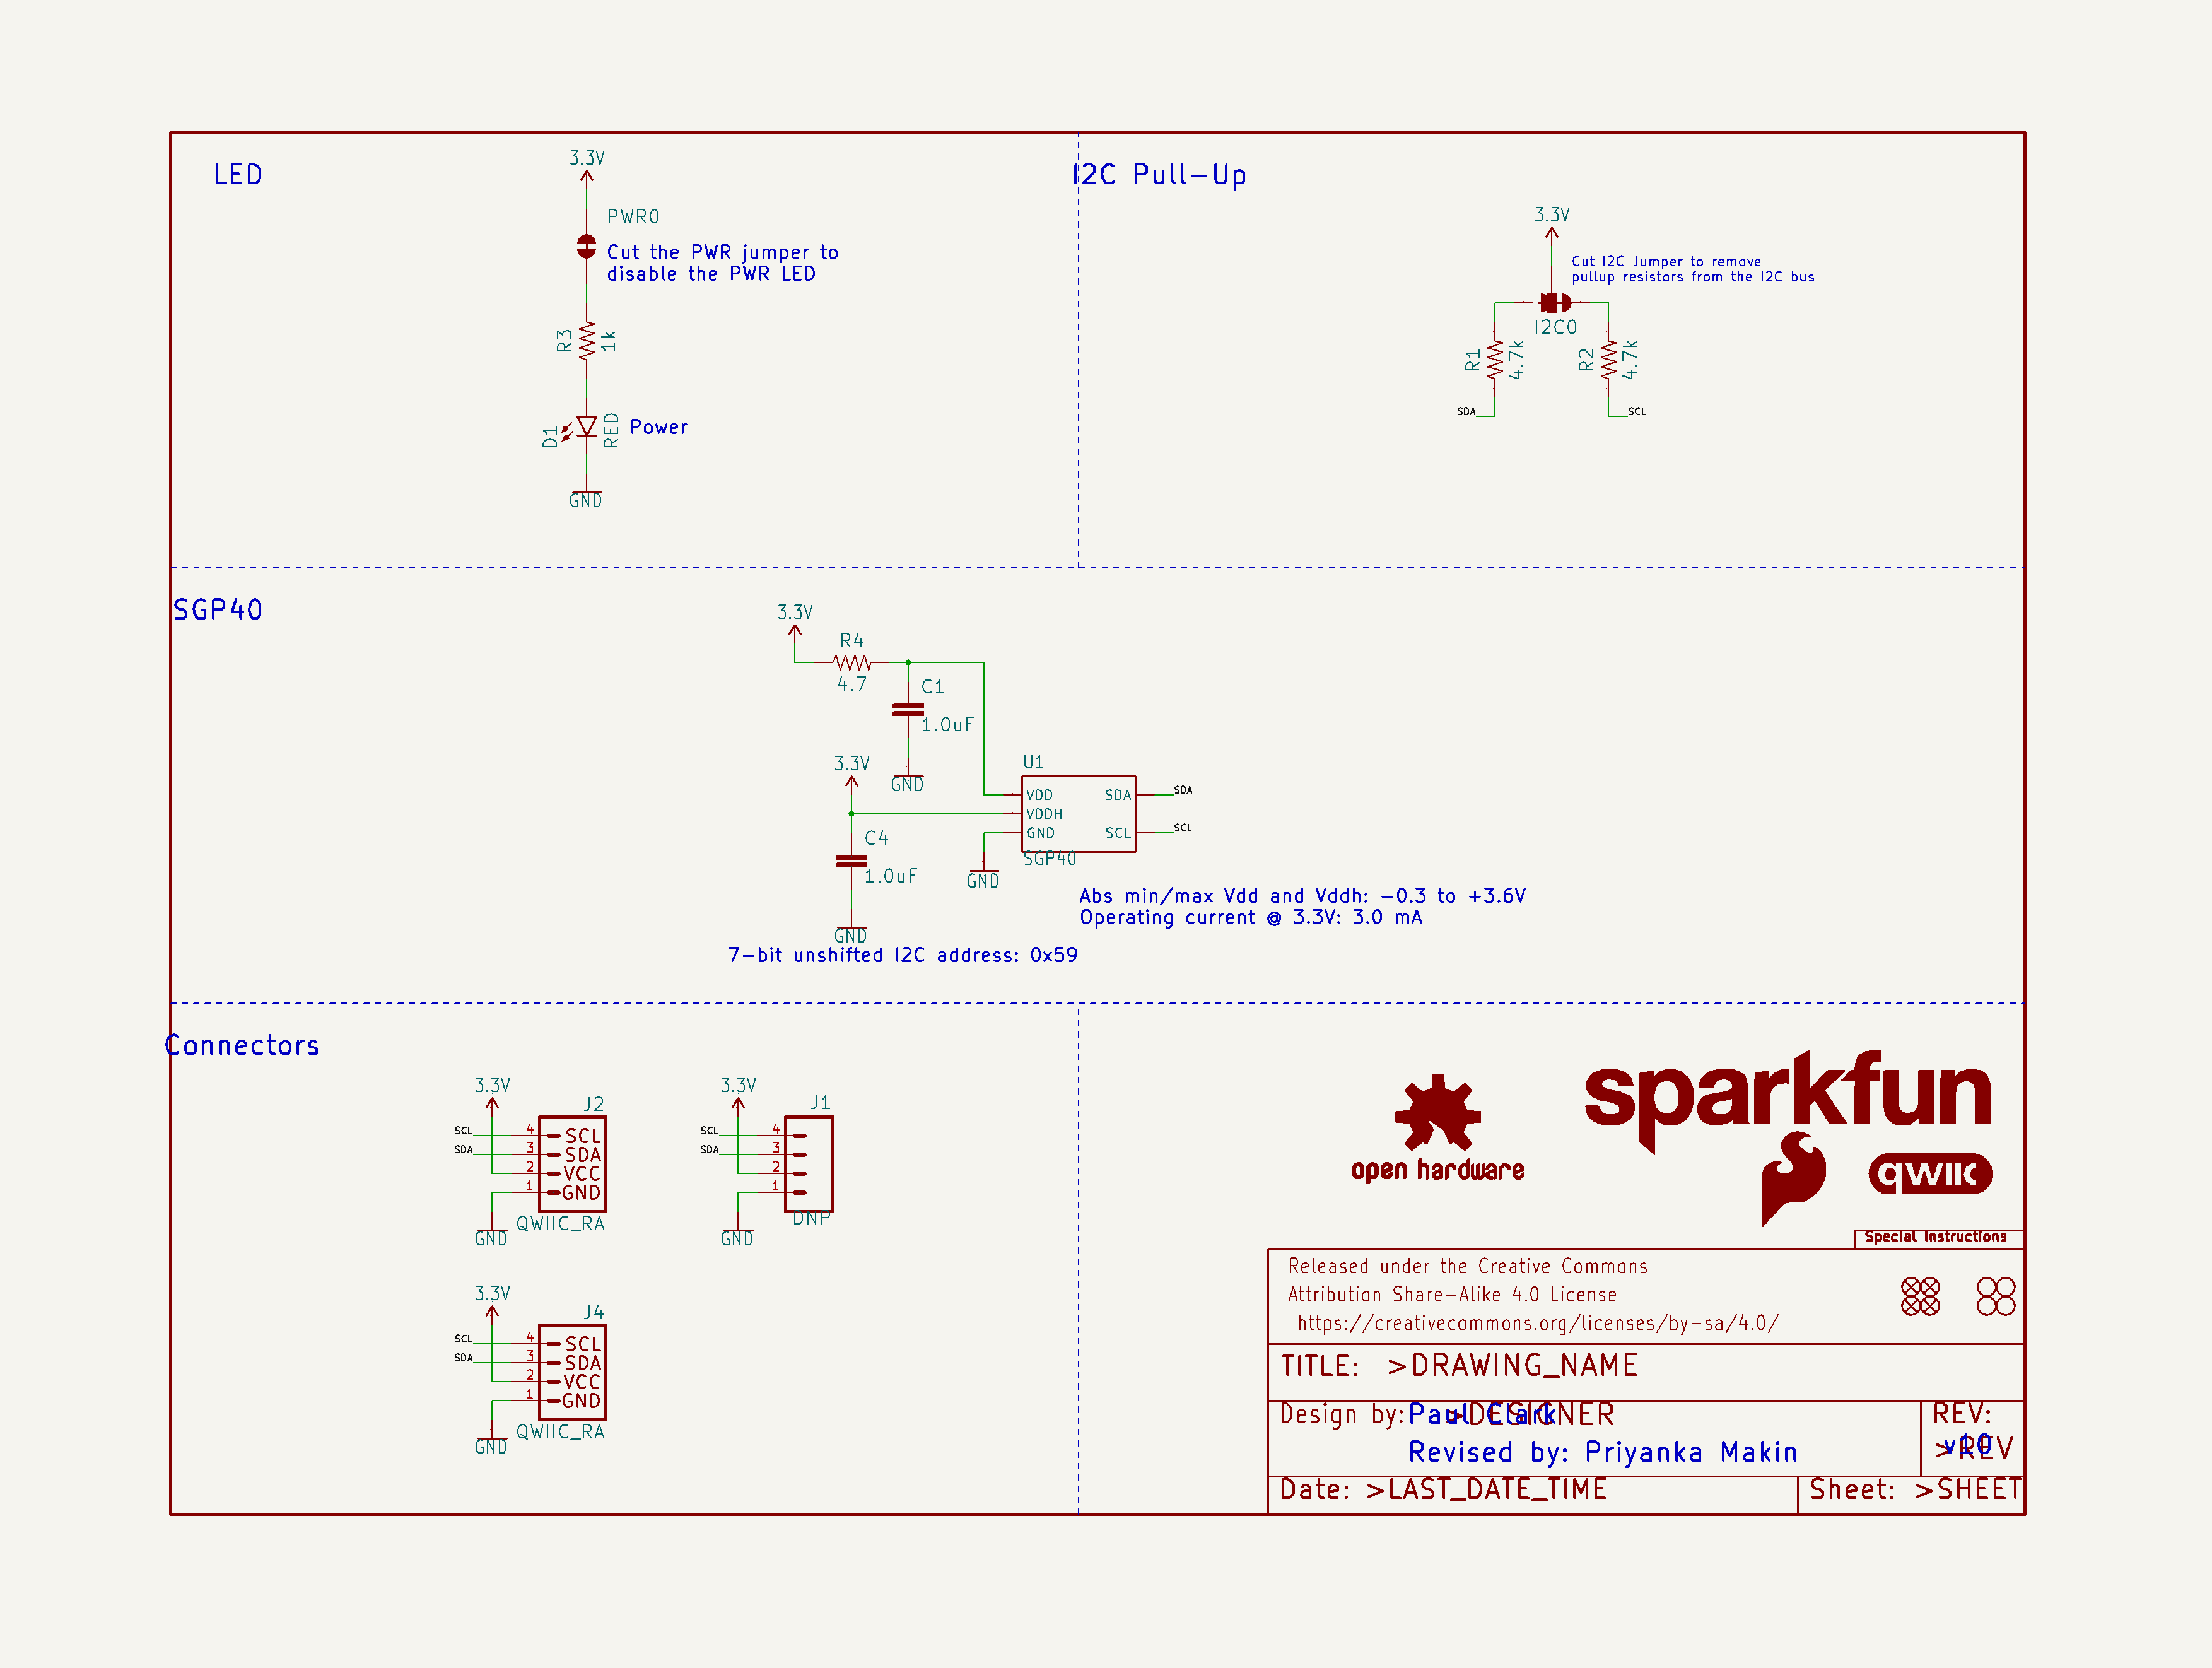 LED
3.3V
PWR0
Cut the PWR jumper to
disable the PWR LED
R3
1k
D1
RED
Power
GND
I2C Pull-Up
3.3V
Cut I2C Jumper to remove
pullup resistors from the I2C bus
I2C0
R1
4.7k
R2
4.7k
SDA
SCL
SGP40
3.3V
R4
4.7
C1
1.0uF
GND
3.3V
C4
1.0uF
GND
U1
VDD
VDDH
GND
SDA
SCL
SGP40
SDA
SCL
GND
Abs min/max Vdd and Vddh: -0.3 to +3.6V
Operating current @ 3.3V: 3.0 mA
7-bit unshifted I2C address: 0x59
Connectors
3.3V
J2
SCL
SDA
4 SCL
3 SDA
2 VCC
1 GND
QWIIC_RA
GND
3.3V
J1
SCL
SDA
4
3
2
1
DNP
GND
3.3V
J4
SCL
SDA
4 SCL
3 SDA
2 VCC
1 GND
QWIIC_RA
GND
open hardware
sparkfun
qwiic
Special Instructions
Released under the Creative Commons
Attribution Share-Alike 4.0 License
https://creativecommons.org/licenses/by-sa/4.0/
TITLE: >DRAWING_NAME
Design by: Paul Clark
>DESIGNER
Revised by: Priyanka Makin
REV:
>REV
v10
Date: >LAST_DATE_TIME
Sheet: >SHEET